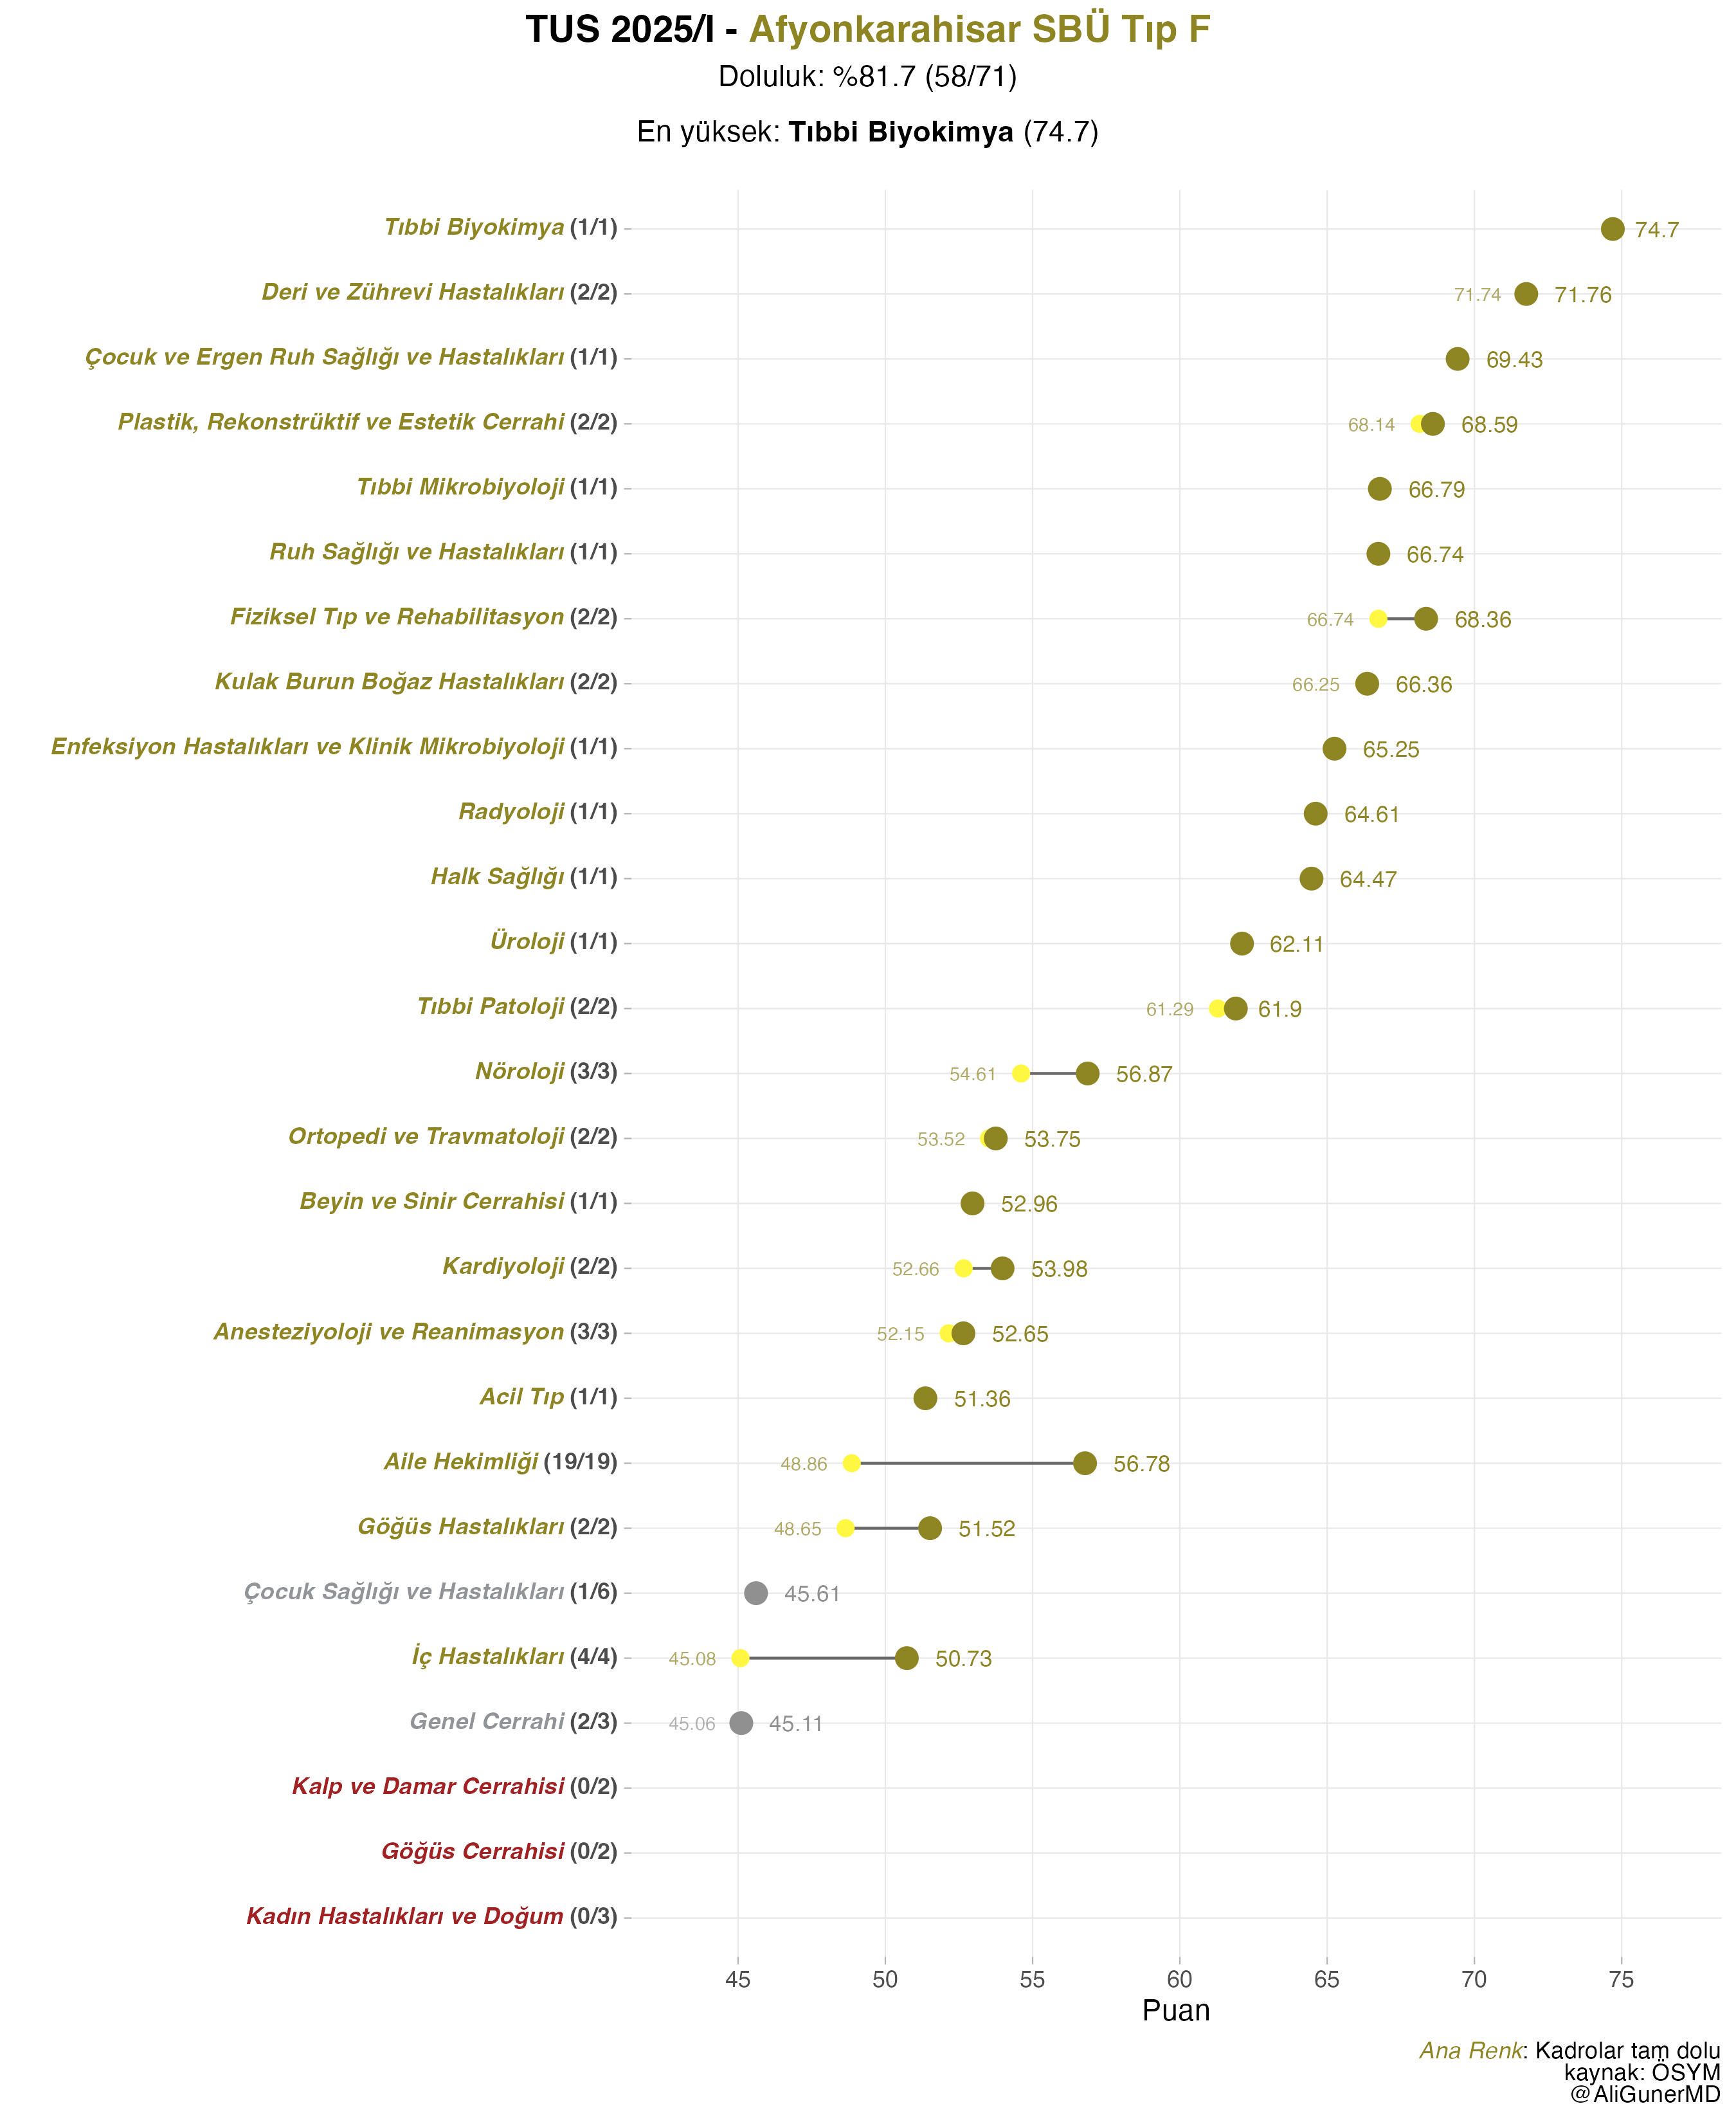 TUS 2025/I - Afyonkarahisar SBÜ Tıp F
Doluluk: %81.7 (58/71)
En yüksek: Tıbbi Biyokimya (74.7)
Tıbbi Biyokimya (1/1) 74.7
Deri ve Zührevi Hastalıkları (2/2) 71.74 71.76
Çocuk ve Ergen Ruh Sağlığı ve Hastalıkları (1/1) 69.43
Plastik, Rekonstrüktif ve Estetik Cerrahi (2/2) 68.14 68.59
Tıbbi Mikrobiyoloji (1/1) 66.79
Ruh Sağlığı ve Hastalıkları (1/1) 66.74
Fiziksel Tıp ve Rehabilitasyon (2/2) 66.74 68.36
Kulak Burun Boğaz Hastalıkları (2/2) 66.25 66.36
Enfeksiyon Hastalıkları ve Klinik Mikrobiyoloji (1/1) 65.25
Radyoloji (1/1) 64.61
Halk Sağlığı (1/1) 64.47
Üroloji (1/1) 62.11
Tıbbi Patoloji (2/2) 61.29 61.9
Nöroloji (3/3) 54.61 56.87
Ortopedi ve Travmatoloji (2/2) 53.52 53.75
Beyin ve Sinir Cerrahisi (1/1) 52.96
Kardiyoloji (2/2) 52.66 53.98
Anesteziyoloji ve Reanimasyon (3/3) 52.15 52.65
Acil Tıp (1/1) 51.36
Aile Hekimliği (19/19) 48.86 56.78
Göğüs Hastalıkları (2/2) 48.65 51.52
Çocuk Sağlığı ve Hastalıkları (1/6) 45.61
İç Hastalıkları (4/4) 45.08 50.73
Genel Cerrahi (2/3) 45.06 45.11
Kalp ve Damar Cerrahisi (0/2)
Göğüs Cerrahisi (0/2)
Kadın Hastalıkları ve Doğum (0/3)
45 50 55 60 65 70 75
Puan
Ana Renk: Kadrolar tam dolu
kaynak: ÖSYM
@AliGunerMD